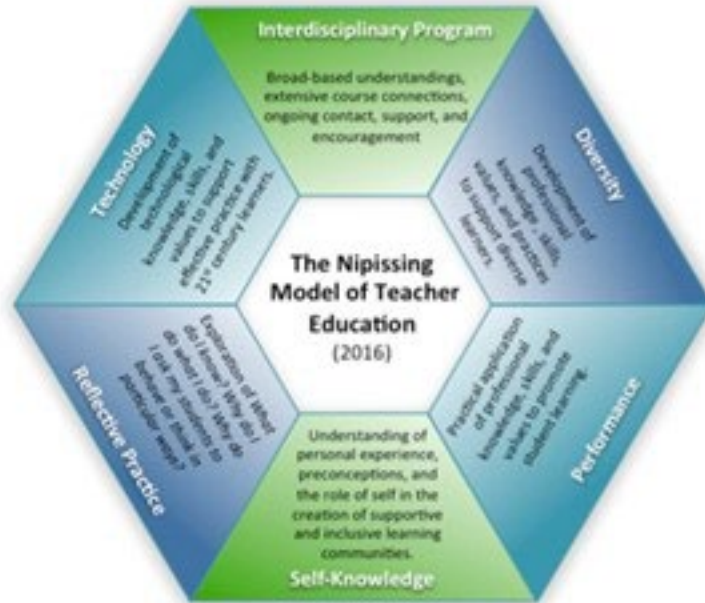 Interdisciplinary Program
Broad-based understandings,
extensive course connections,
ongoing contact, support, and
encouragement
Diversity
Development of
professional
knowledge, skills,
values, and practices
to support diverse
learners.
Performance
Practical application
of professional
knowledge, skills, and
values to promote
student learning.
Understanding of
personal experience,
preconceptions, and
the role of self in the
creation of supportive
and inclusive learning
communities.
Self-Knowledge
Reflective Practice
Exploration of What
do I know? Why do I
do what I do? Why do
I ask my students to
behave or think in
particular ways?
Technology
Development of
technological
knowledge, skills, and
values to support
effective practice with
21st century learners.
The Nipissing
Model of Teacher
Education
(2016)